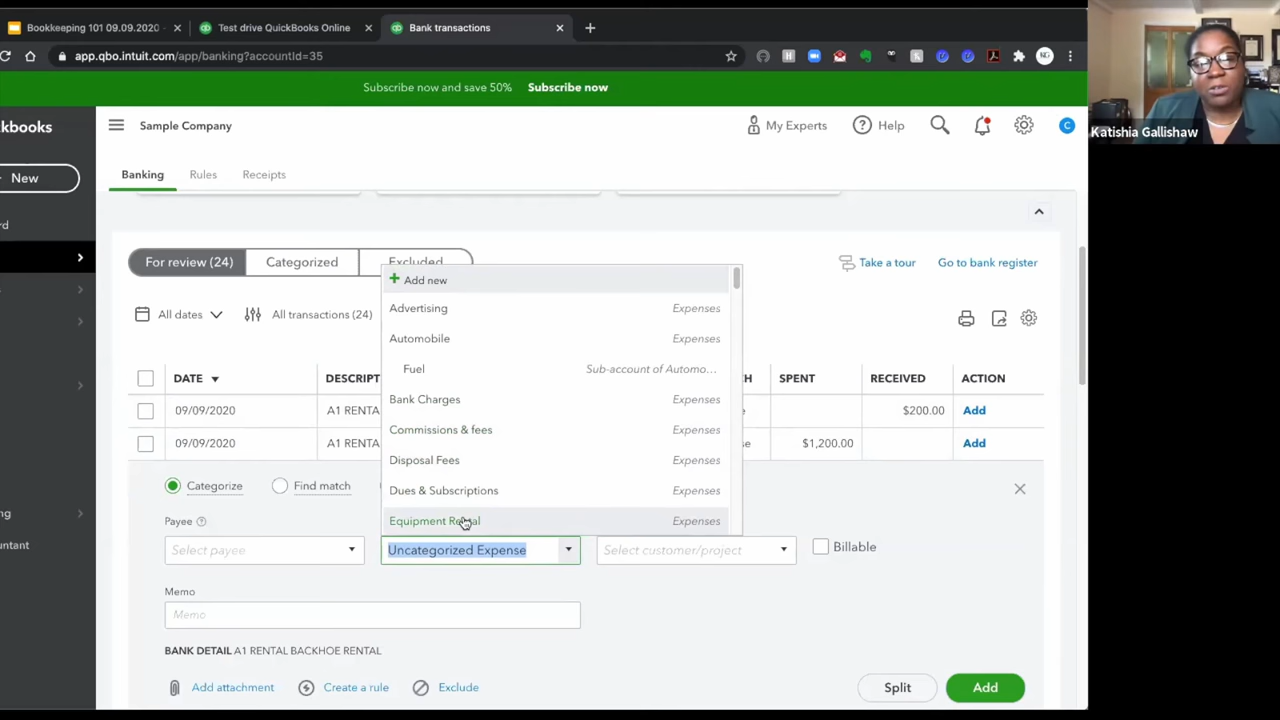 Bookkeeping 101 09.09.2020
Test drive QuickBooks Online
Bank transactions
app.qbo.intuit.com/app/banking?accountId=35
Subscribe now and save 50% Subscribe now
kbooks
Sample Company
My Experts
Help
C
Katishia Gallishaw
New
Banking
Rules
Receipts
rd
For review (24)
Categorized
Excluded
Take a tour
Go to bank register
Add new
All dates
All transactions (24)
Advertising Expenses
Automobile Expenses
Fuel Sub-account of Automo...
Bank Charges Expenses
Commissions & fees Expenses
Disposal Fees Expenses
Dues & Subscriptions Expenses
Equipment Rental Expenses
DATE DESCRIPT H SPENT RECEIVED ACTION
09/09/2020 A1 RENTAL e $200.00 Add
09/09/2020 A1 RENTAL se $1,200.00 Add
Categorize
Find match
ng
Payee
ntant
Select payee
Uncategorized Expense
Select customer/project
Billable
Memo
Memo
BANK DETAIL A1 RENTAL BACKHOE RENTAL
Add attachment
Create a rule
Exclude
Split
Add